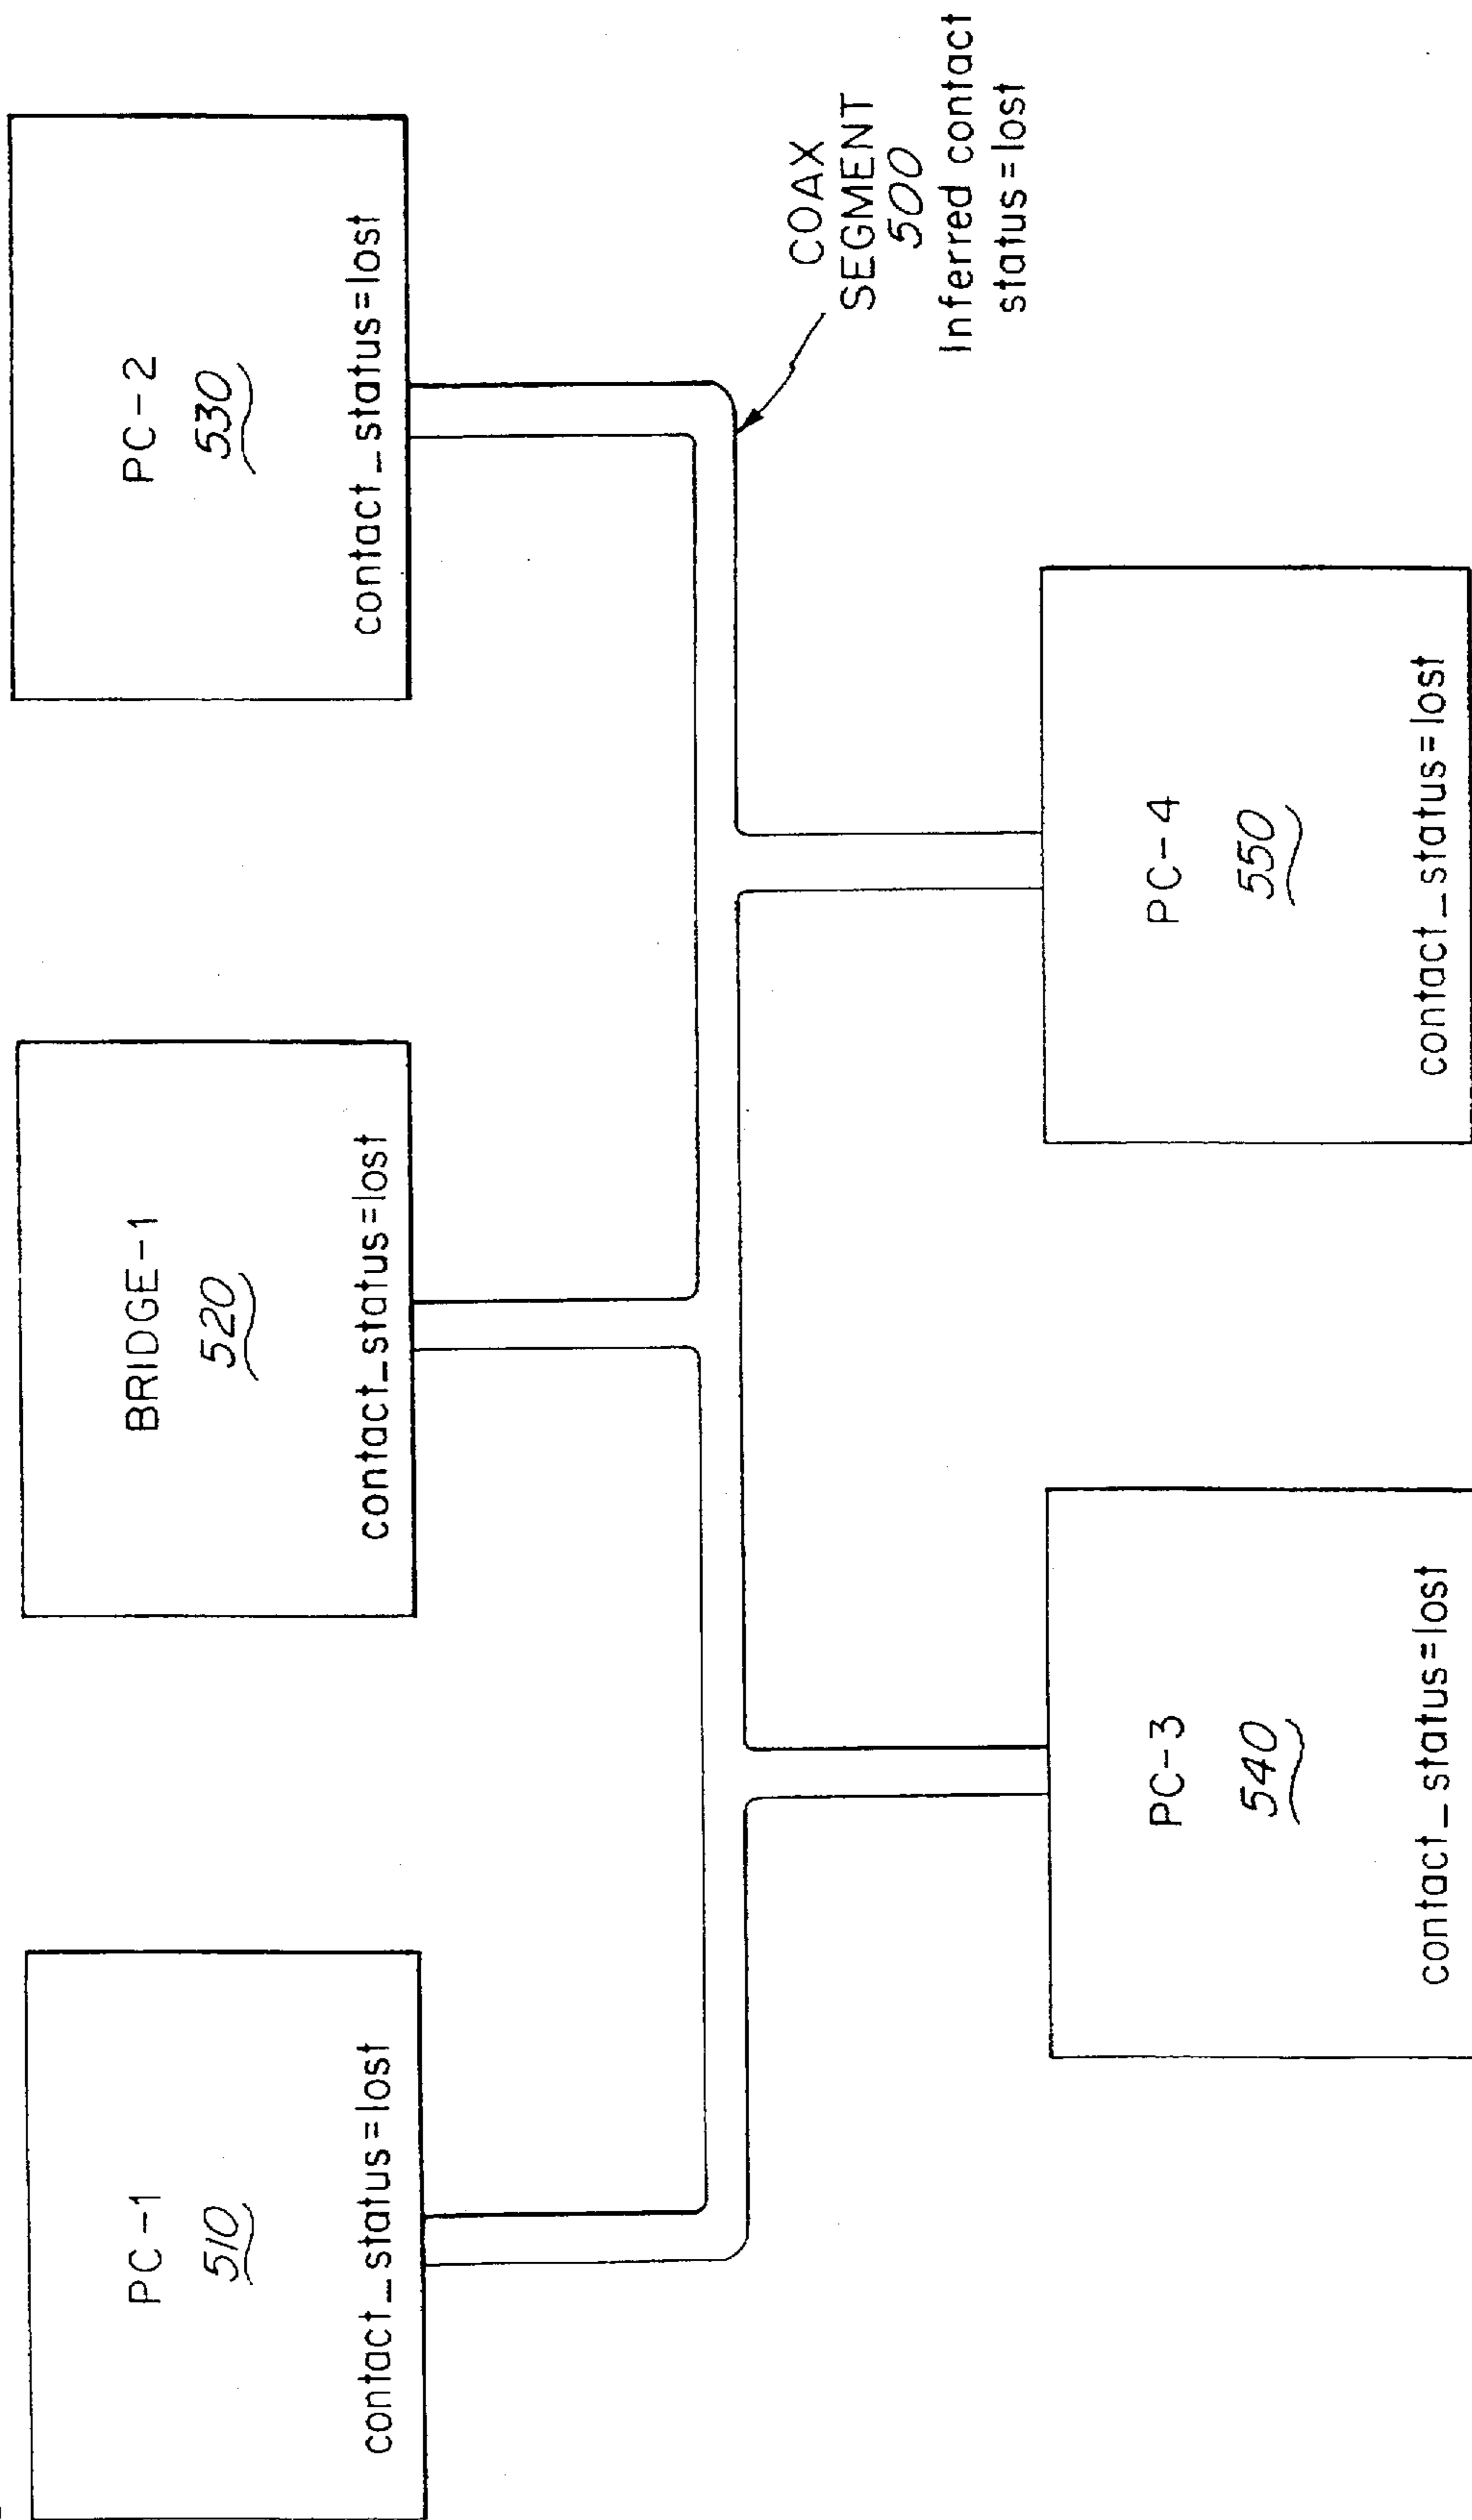 PC-1
510
contact_status=lost
BRIDGE-1
520
contact_status=lost
PC-2
530
contact_status=lost
COAX
SEGMENT
500
Inferred contact
status=lost
PC-3
540
contact_status=lost
PC-4
550
contact_status=lost